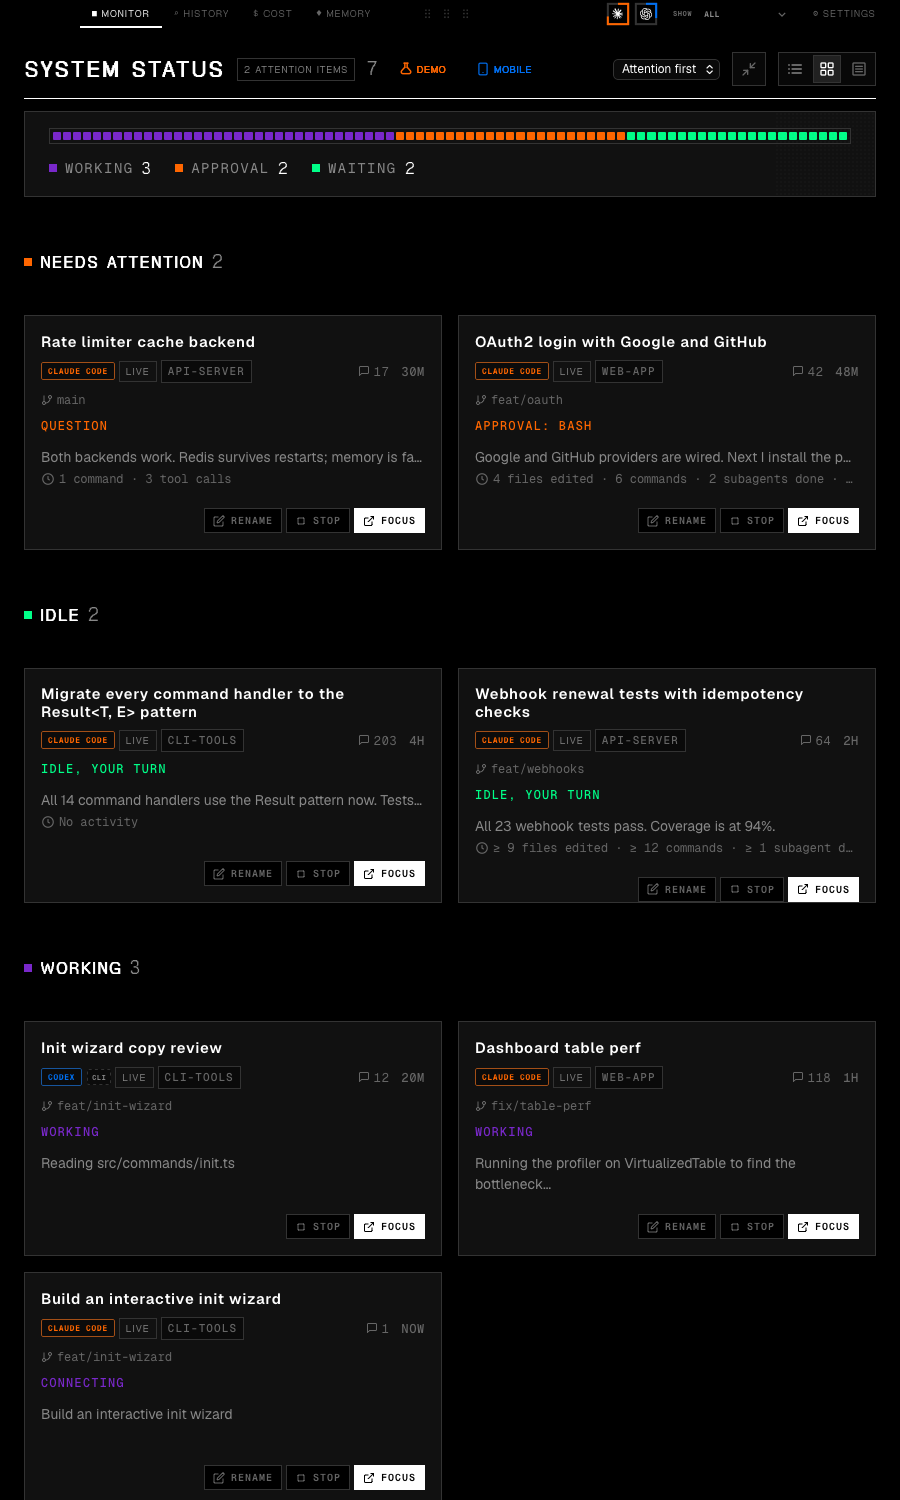 MONITOR HISTORY $ COST MEMORY SHOW ALL SETTINGS
SYSTEM STATUS 2 ATTENTION ITEMS 7 DEMO MOBILE Attention first
WORKING 3 APPROVAL 2 WAITING 2
NEEDS ATTENTION 2
Rate limiter cache backend
CLAUDE CODE LIVE API-SERVER 17 30M
main
QUESTION
Both backends work. Redis survives restarts; memory is fa…
1 command · 3 tool calls
RENAME STOP FOCUS
OAuth2 login with Google and GitHub
CLAUDE CODE LIVE WEB-APP 42 48M
feat/oauth
APPROVAL: BASH
Google and GitHub providers are wired. Next I install the p…
4 files edited · 6 commands · 2 subagents done · …
RENAME STOP FOCUS
IDLE 2
Migrate every command handler to the
Result<T, E> pattern
CLAUDE CODE LIVE CLI-TOOLS 203 4H
IDLE, YOUR TURN
All 14 command handlers use the Result pattern now. Tests…
No activity
RENAME STOP FOCUS
Webhook renewal tests with idempotency
checks
CLAUDE CODE LIVE API-SERVER 64 2H
feat/webhooks
IDLE, YOUR TURN
All 23 webhook tests pass. Coverage is at 94%.
≥ 9 files edited · ≥ 12 commands · ≥ 1 subagent d…
RENAME STOP FOCUS
WORKING 3
Init wizard copy review
CODEX CLI LIVE CLI-TOOLS 12 20M
feat/init-wizard
WORKING
Reading src/commands/init.ts
STOP FOCUS
Dashboard table perf
CLAUDE CODE LIVE WEB-APP 118 1H
fix/table-perf
WORKING
Running the profiler on VirtualizedTable to find the
bottleneck…
RENAME STOP FOCUS
Build an interactive init wizard
CLAUDE CODE LIVE CLI-TOOLS 1 NOW
feat/init-wizard
CONNECTING
Build an interactive init wizard
RENAME STOP FOCUS